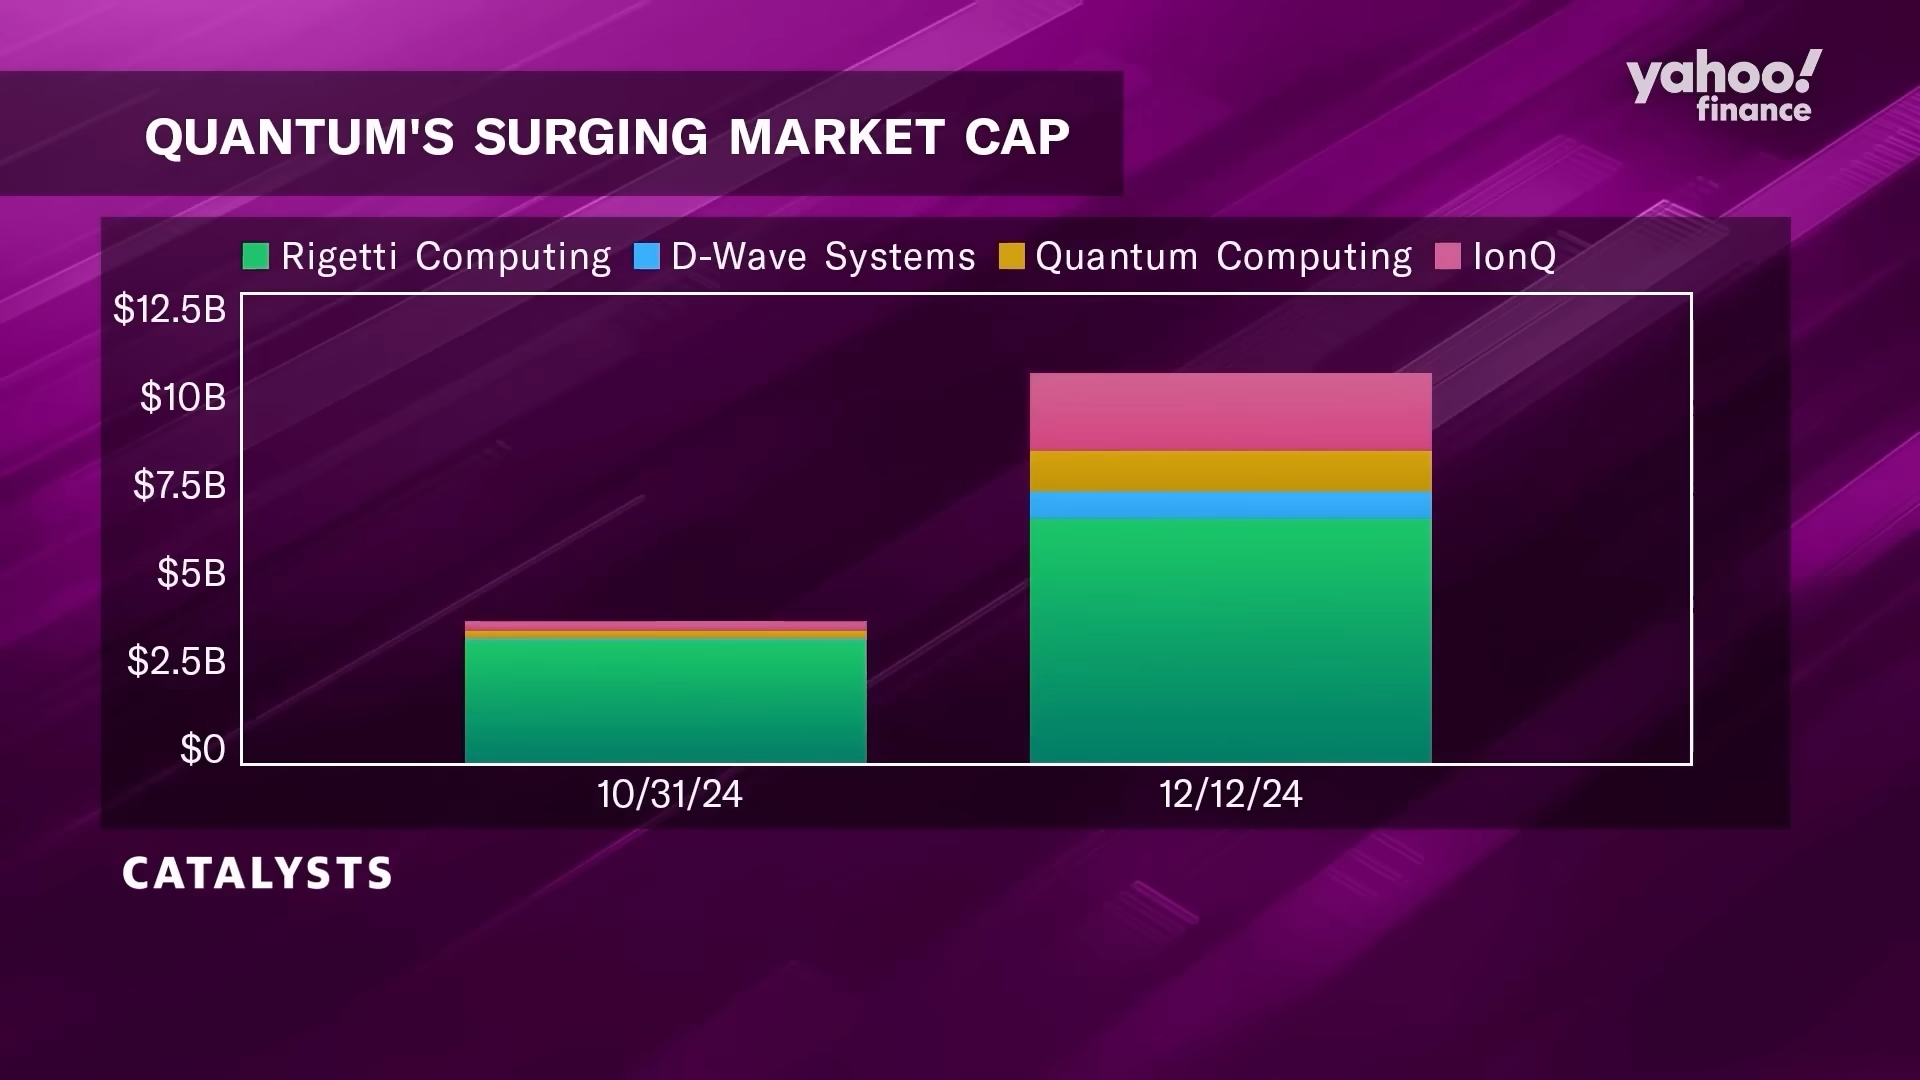 yahoo!
finance
QUANTUM'S SURGING MARKET CAP
Rigetti Computing D-Wave Systems Quantum Computing IonQ
$12.5B
$10B
$7.5B
$5B
$2.5B
$0
10/31/24 12/12/24
CATALYSTS